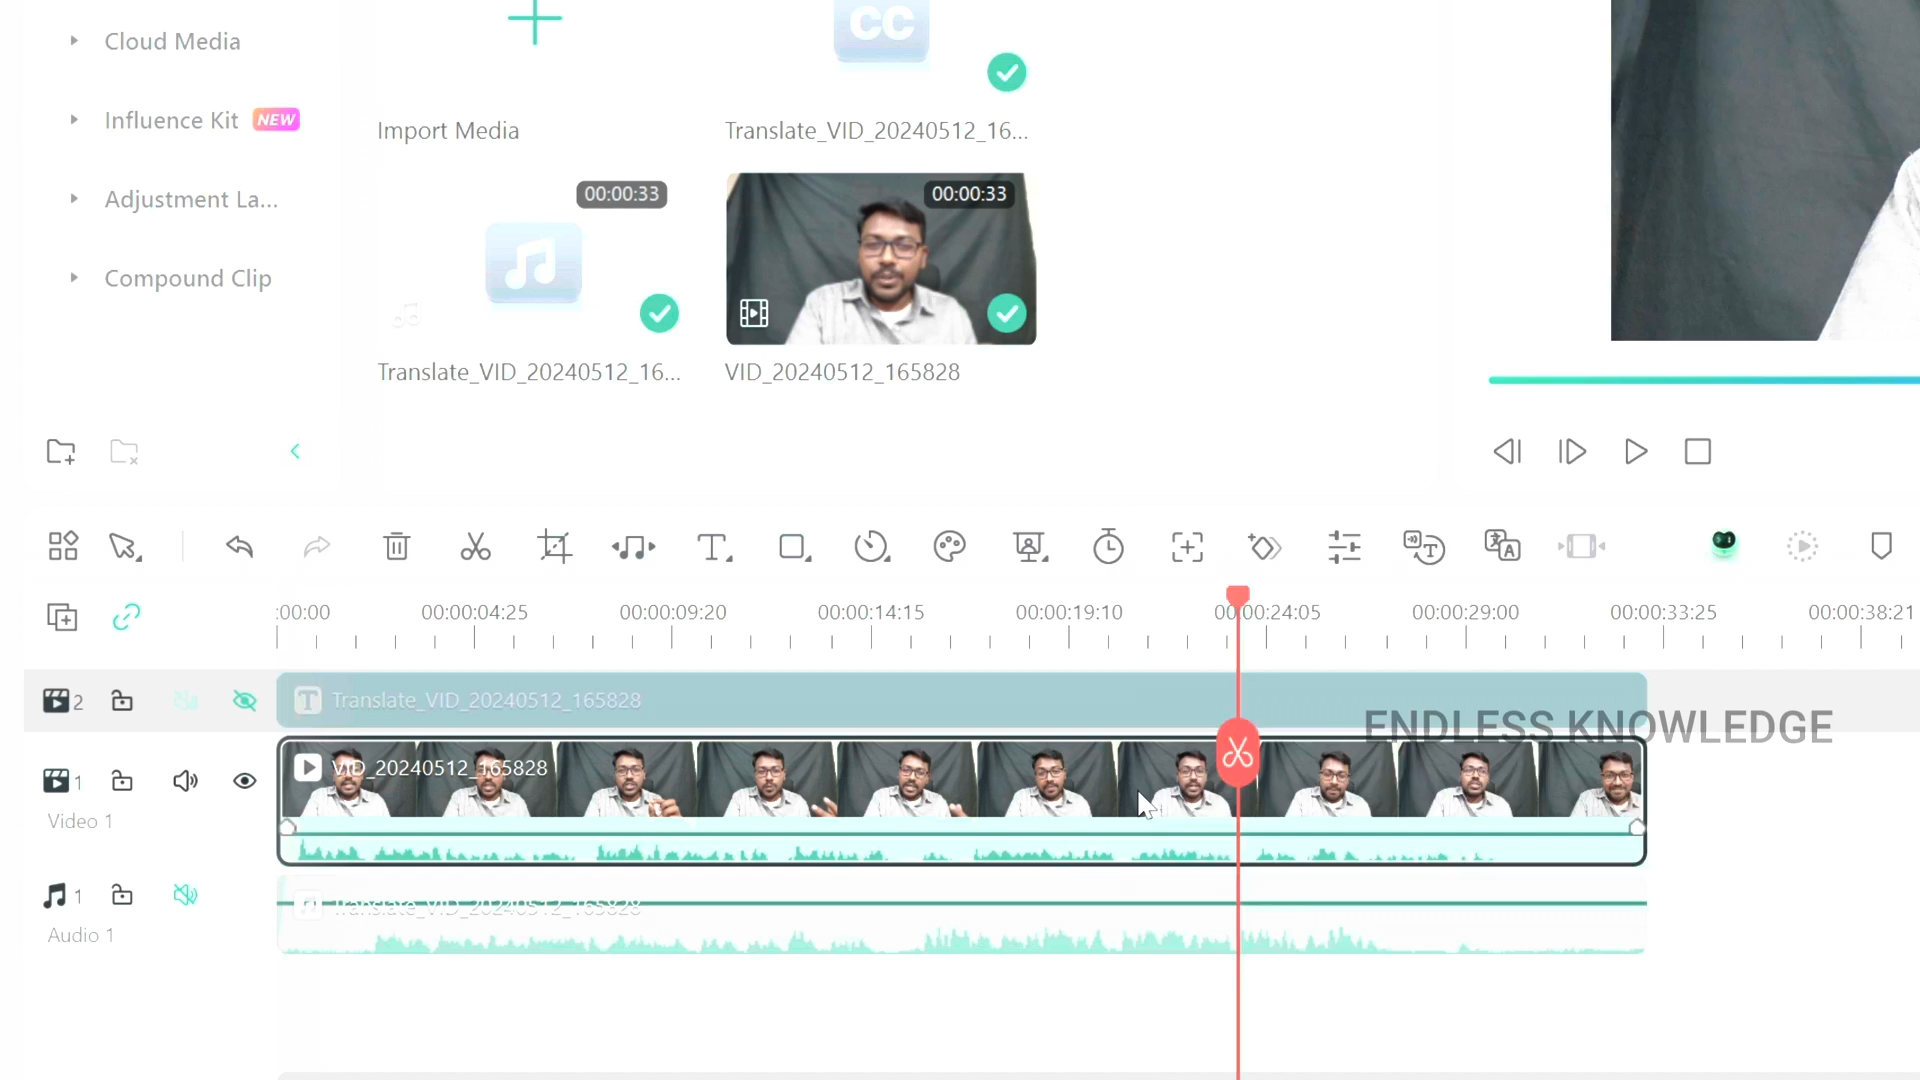 Cloud Media
CC
Influence Kit NEW
Import Media
Translate_VID_20240512_16...
Adjustment La...
00:00:33
00:00:33
Compound Clip
Translate_VID_20240512_16...
VID_20240512_165828
:00:00
00:00:04:25
00:00:09:20
00:00:14:15
00:00:19:10
00:00:24:05
00:00:29:00
00:00:33:25
00:00:38:21
2
T Translate_VID_20240512_165828
ENDLESS KNOWLEDGE
1
VID_20240512_165828
Video 1
1
Translate_VID_20240512_165828
Audio 1